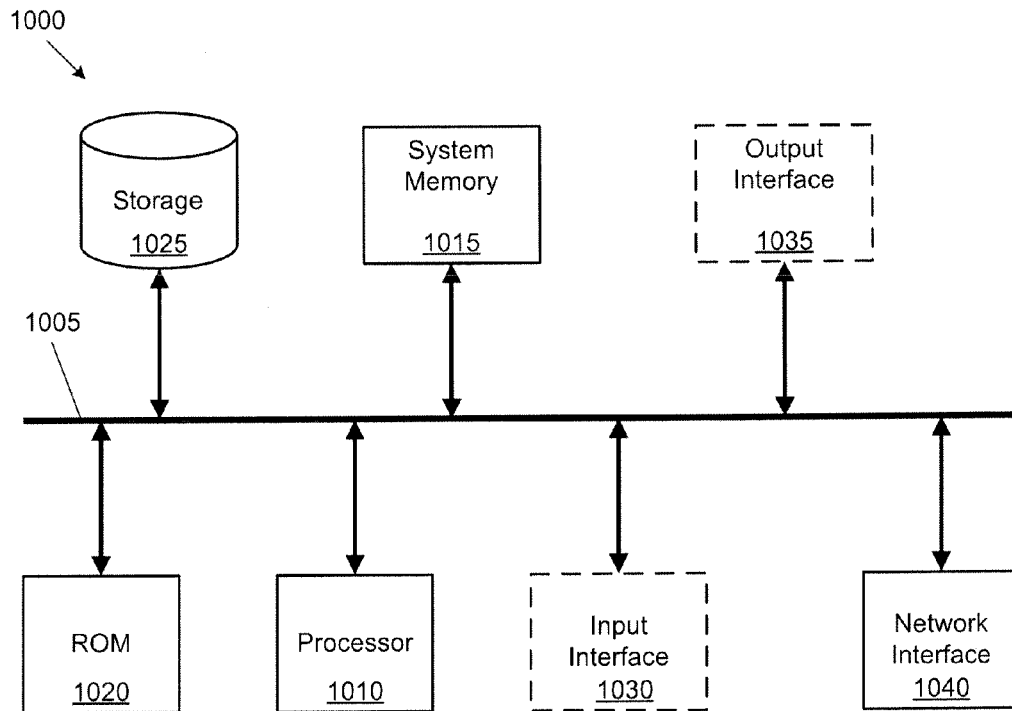 1000
Storage
1025
System
Memory
1015
Output
Interface
1035
1005
ROM
1020
Processor
1010
Input
Interface
1030
Network
Interface
1040